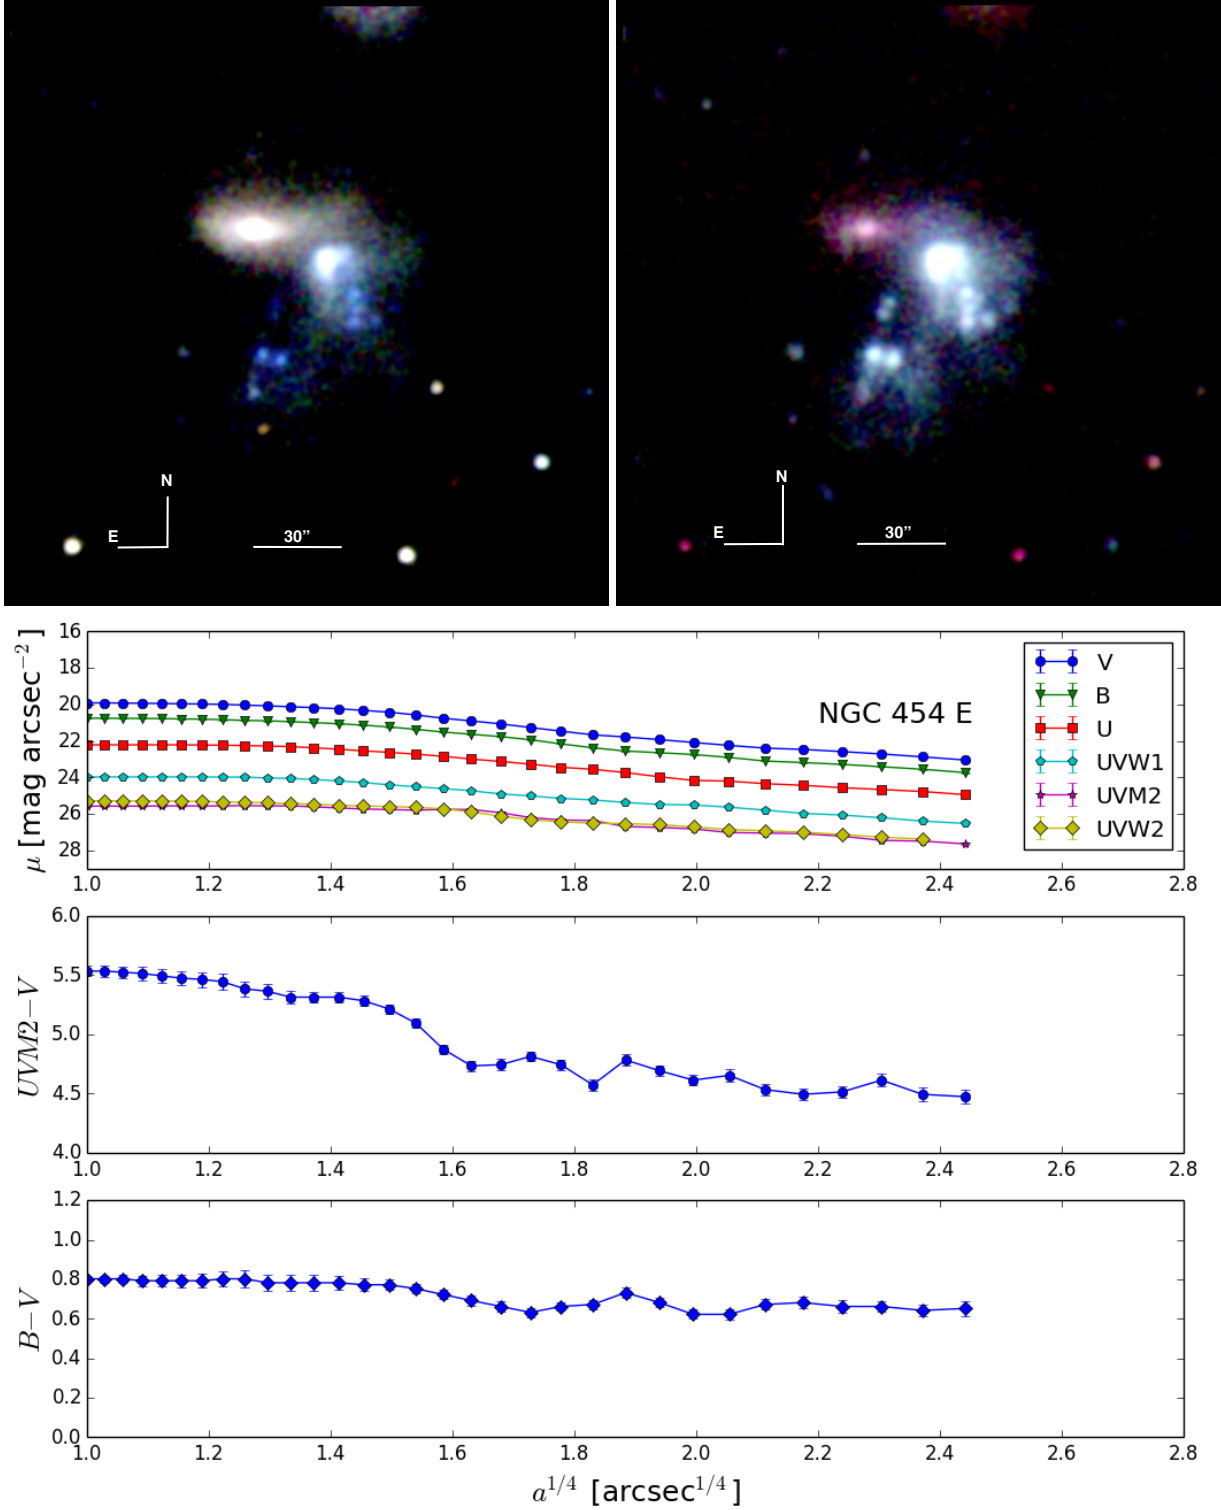 N
E
30”
N
E
30”
μ [mag arcsec⁻²]
16
18
20
22
24
26
28
NGC 454 E
V
B
U
UVW1
UVM2
UVW2
1.0 1.2 1.4 1.6 1.8 2.0 2.2 2.4 2.6 2.8
UVM2−V
6.0
5.5
5.0
4.5
4.0
1.0 1.2 1.4 1.6 1.8 2.0 2.2 2.4 2.6 2.8
B−V
1.2
1.0
0.8
0.6
0.4
0.2
0.0
1.0 1.2 1.4 1.6 1.8 2.0 2.2 2.4 2.6 2.8
a^{1/4} [arcsec^{1/4}]